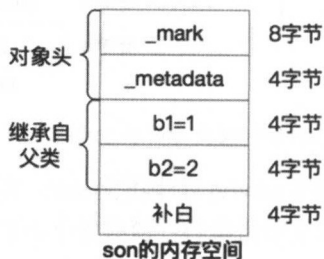 _mark 8字节
对象头
_metadata 4字节
b1=1 4字节
继承自
父类
b2=2 4字节
补白 4字节
son的内存空间